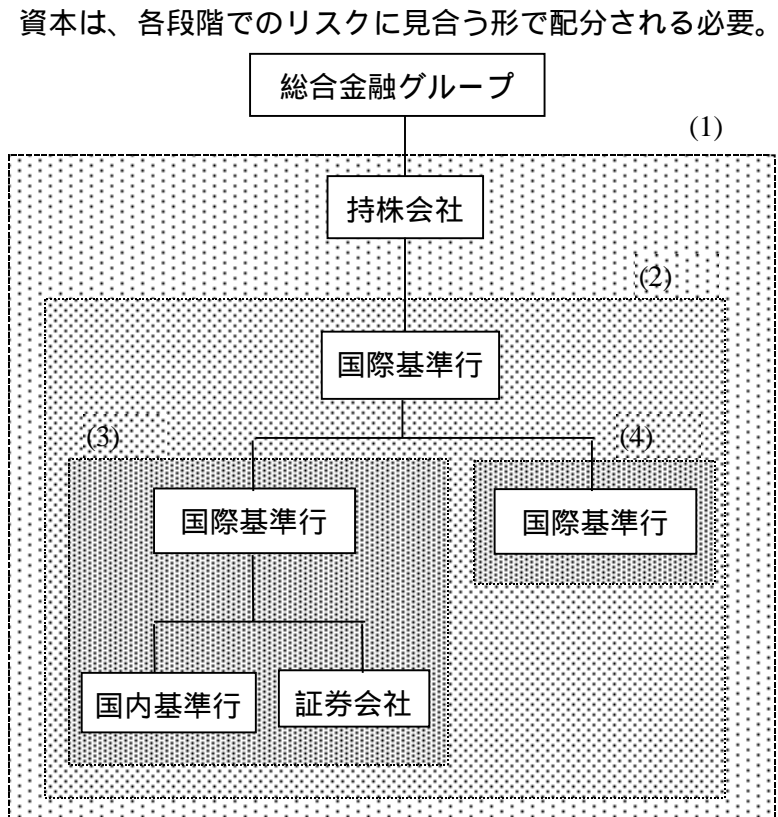 資本は、各段階でのリスクに見合う形で配分される必要。
総合金融グループ
(1)
持株会社
(2)
国際基準行
(3)
(4)
国際基準行
国際基準行
国内基準行
証券会社